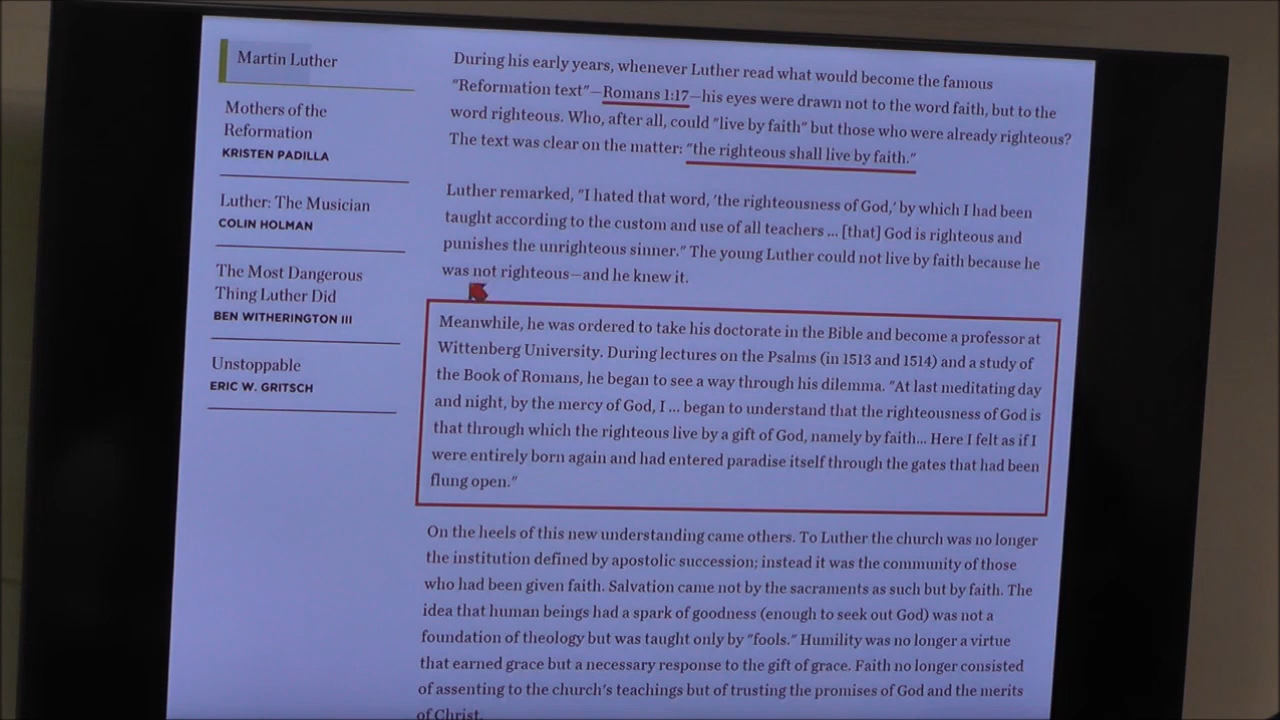 Martin Luther
Mothers of the
Reformation
KRISTEN PADILLA
Luther: The Musician
COLIN HOLMAN
The Most Dangerous
Thing Luther Did
BEN WITHERINGTON III
Unstoppable
ERIC W. GRITSCH
During his early years, whenever Luther read what would become the famous
"Reformation text"—Romans 1:17—his eyes were drawn not to the word faith, but to the
word righteous. Who, after all, could "live by faith" but those who were already righteous?
The text was clear on the matter: "the righteous shall live by faith."
Luther remarked, "I hated that word, 'the righteousness of God,' by which I had been
taught according to the custom and use of all teachers ... [that] God is righteous and
punishes the unrighteous sinner." The young Luther could not live by faith because he
was not righteous—and he knew it.
Meanwhile, he was ordered to take his doctorate in the Bible and become a professor at
Wittenberg University. During lectures on the Psalms (in 1513 and 1514) and a study of
the Book of Romans, he began to see a way through his dilemma. "At last meditating day
and night, by the mercy of God, I ... began to understand that the righteousness of God is
that through which the righteous live by a gift of God, namely by faith... Here I felt as if I
were entirely born again and had entered paradise itself through the gates that had been
flung open."
On the heels of this new understanding came others. To Luther the church was no longer
the institution defined by apostolic succession; instead it was the community of those
who had been given faith. Salvation came not by the sacraments as such but by faith. The
idea that human beings had a spark of goodness (enough to seek out God) was not a
foundation of theology but was taught only by "fools." Humility was no longer a virtue
that earned grace but a necessary response to the gift of grace. Faith no longer consisted
of assenting to the church's teachings but of trusting the promises of God and the merits
of Christ.